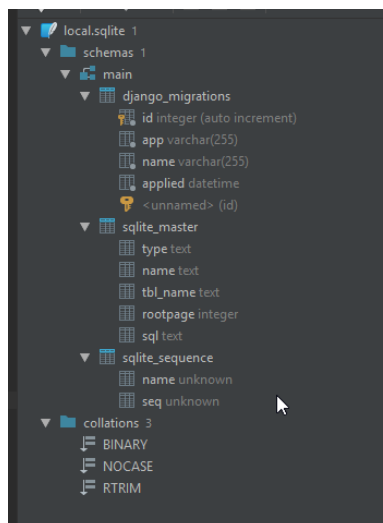 local.sqlite 1
schemas 1
main
django_migrations
id integer (auto increment)
app varchar(255)
name varchar(255)
applied datetime
<unnamed> (id)
sqlite_master
type text
name text
tbl_name text
rootpage integer
sql text
sqlite_sequence
name unknown
seq unknown
collations 3
BINARY
NOCASE
RTRIM